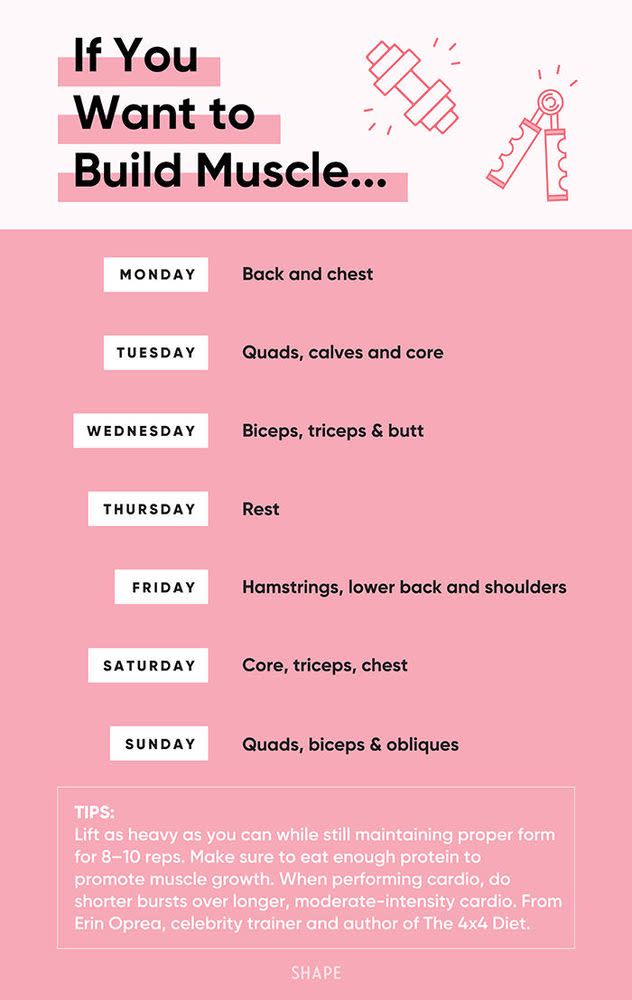 If You
Want to
Build Muscle...
MONDAY Back and chest
TUESDAY Quads, calves and core
WEDNESDAY Biceps, triceps & butt
THURSDAY Rest
FRIDAY Hamstrings, lower back and shoulders
SATURDAY Core, triceps, chest
SUNDAY Quads, biceps & obliques
TIPS:
Lift as heavy as you can while still maintaining proper form
for 8–10 reps. Make sure to eat enough protein to
promote muscle growth. When performing cardio, do
shorter bursts over longer, moderate-intensity cardio. From
Erin Oprea, celebrity trainer and author of The 4x4 Diet.
SHAPE